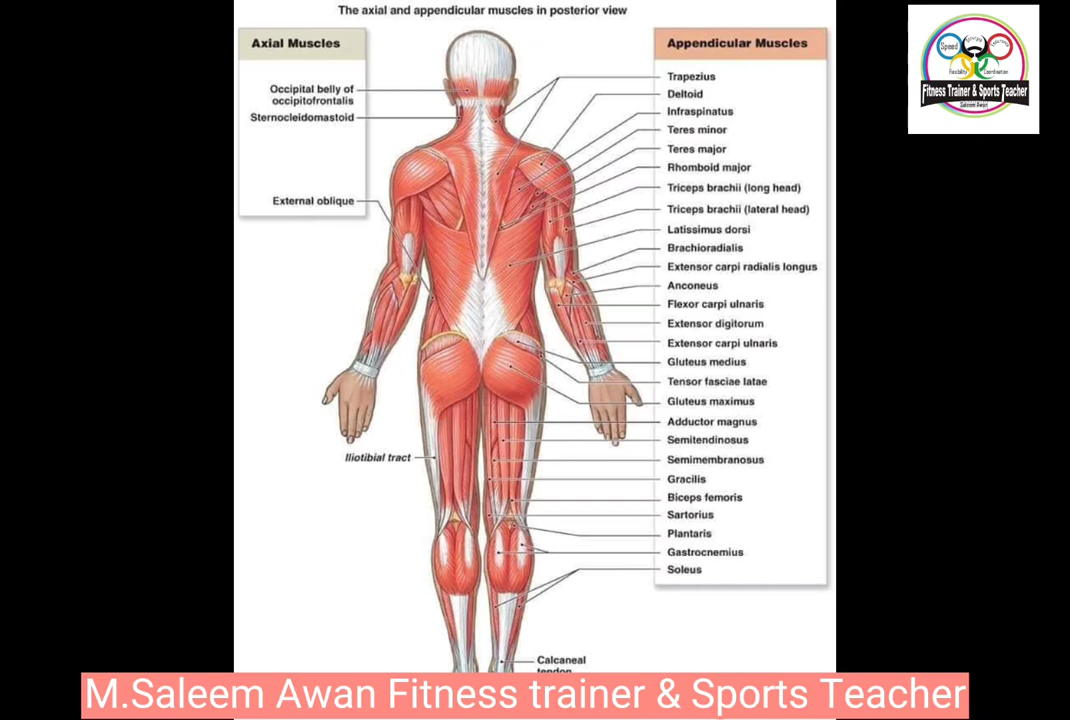 The axial and appendicular muscles in posterior view
Axial Muscles
Occipital belly of
occipitofrontalis
Sternocleidomastoid
External oblique
Iliotibial tract
Appendicular Muscles
Trapezius
Deltoid
Infraspinatus
Teres minor
Teres major
Rhomboid major
Triceps brachii (long head)
Triceps brachii (lateral head)
Latissimus dorsi
Brachioradialis
Extensor carpi radialis longus
Anconeus
Flexor carpi ulnaris
Extensor digitorum
Extensor carpi ulnaris
Gluteus medius
Tensor fasciae latae
Gluteus maximus
Adductor magnus
Semitendinosus
Semimembranosus
Gracilis
Biceps femoris
Sartorius
Plantaris
Gastrocnemius
Soleus
Calcaneal
tendon
Speed
Coordination
Fitness Trainer & Sports Teacher
Saleem Awan
M.Saleem Awan Fitness trainer & Sports Teacher